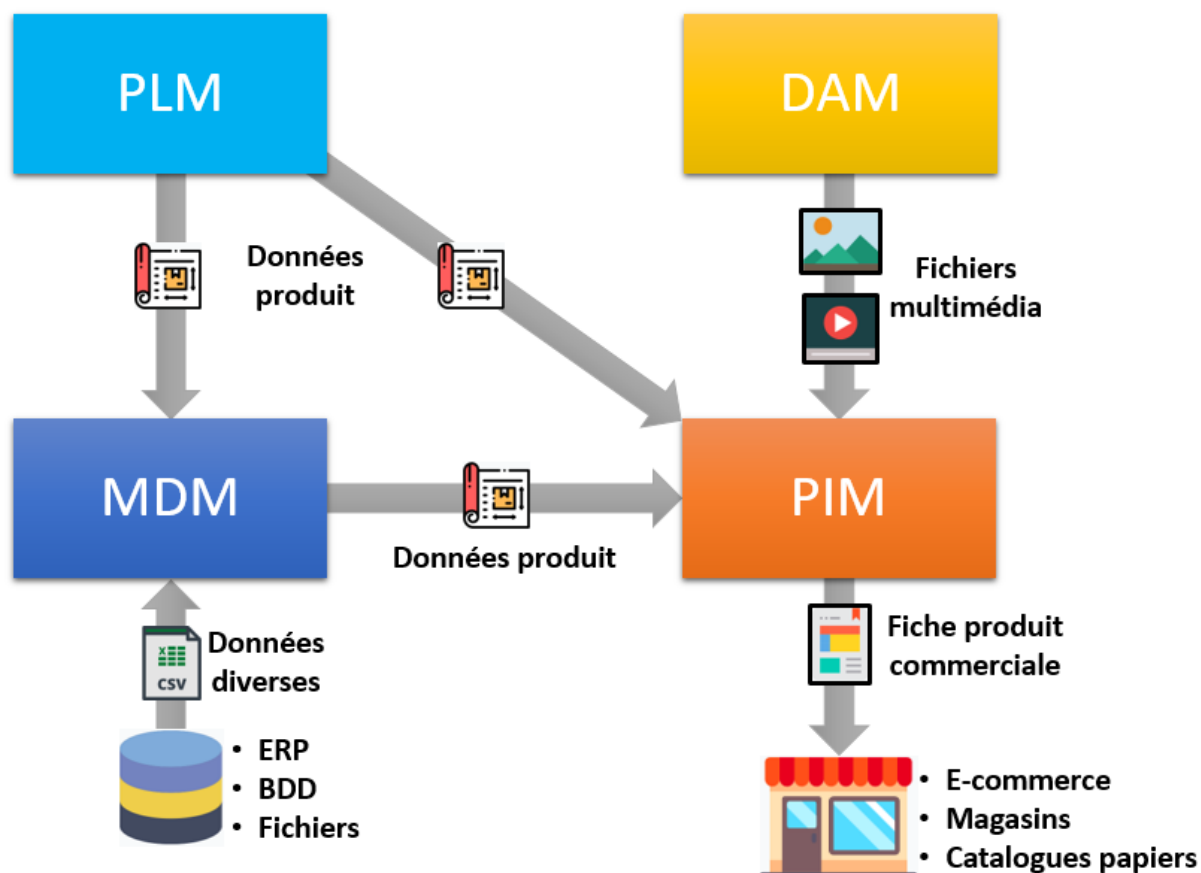 PLM
DAM
Données
produit
Fichiers
multimédia
MDM
PIM
Données produit
Données
diverses
X
CSV
Fiche produit
commerciale
• ERP
• BDD
• Fichiers
• E-commerce
• Magasins
• Catalogues papiers